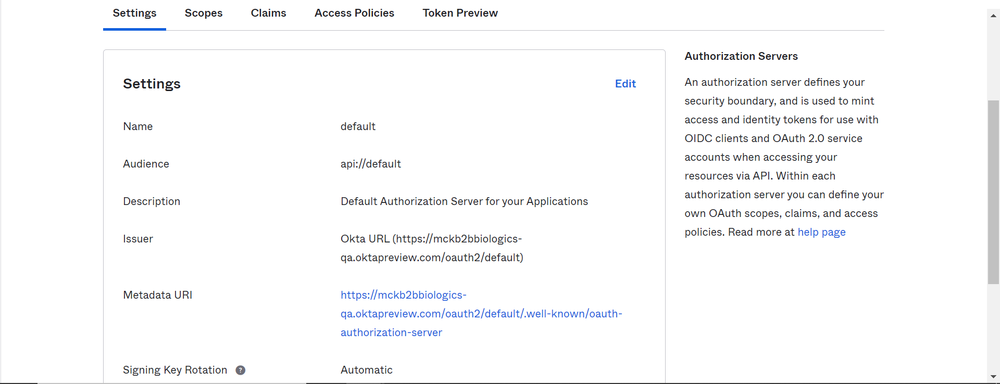 Settings Scopes Claims Access Policies Token Preview
Settings
Edit
Name default
Audience api://default
Description Default Authorization Server for your Applications
Issuer Okta URL (https://mckb2bbiologics-
qa.oktapreview.com/oauth2/default)
Metadata URI https://mckb2bbiologics-
qa.oktapreview.com/oauth2/default/.well-known/oauth-
authorization-server
Signing Key Rotation ? Automatic
Authorization Servers
An authorization server defines your
security boundary, and is used to mint
access and identity tokens for use with
OIDC clients and OAuth 2.0 service
accounts when accessing your
resources via API. Within each
authorization server you can define your
own OAuth scopes, claims, and access
policies. Read more at help page